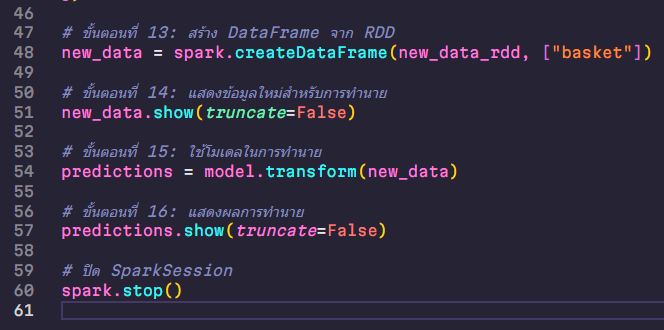 46
47 # ขั้นตอนที่ 13: สร้าง DataFrame จาก RDD
48 new_data = spark.createDataFrame(new_data_rdd, ["basket"])
49
50 # ขั้นตอนที่ 14: แสดงข้อมูลใหม่สำหรับการทำนาย
51 new_data.show(truncate=False)
52
53 # ขั้นตอนที่ 15: ใช้โมเดลในการทำนาย
54 predictions = model.transform(new_data)
55
56 # ขั้นตอนที่ 16: แสดงผลการทำนาย
57 predictions.show(truncate=False)
58
59 # ปิด SparkSession
60 spark.stop()
61